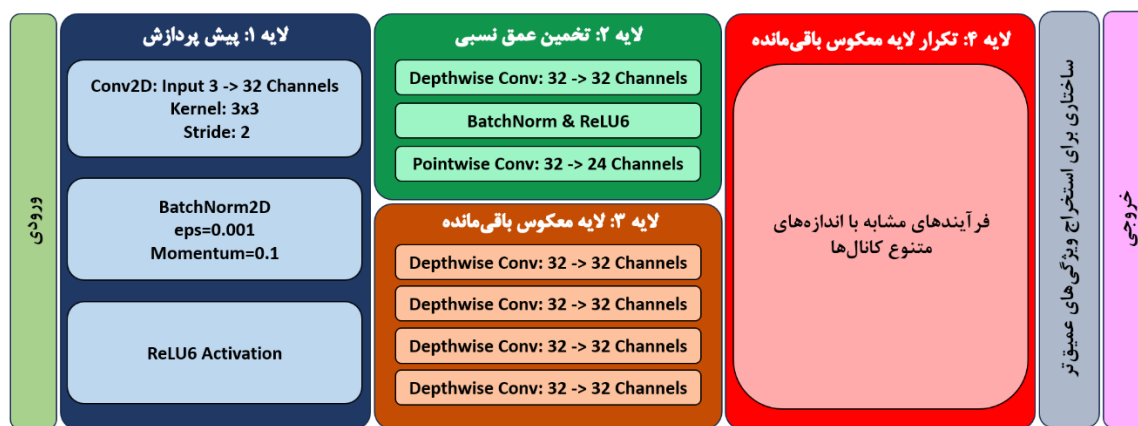 ورودی
لایه ۱: پیش پردازش
Conv2D: Input 3 -> 32 Channels
Kernel: 3x3
Stride: 2
BatchNorm2D
eps=0.001
Momentum=0.1
ReLU6 Activation
لایه ۲: تخمین عمق نسبی
Depthwise Conv: 32 -> 32 Channels
BatchNorm & ReLU6
Pointwise Conv: 32 -> 24 Channels
لایه ۳: لایه معکوس باقی‌مانده
Depthwise Conv: 32 -> 32 Channels
Depthwise Conv: 32 -> 32 Channels
Depthwise Conv: 32 -> 32 Channels
Depthwise Conv: 32 -> 32 Channels
لایه ۴: تکرار لایه معکوس باقی‌مانده
فرآیندهای مشابه با اندازه‌های
متنوع کانال‌ها
ساختاری برای استخراج ویژگی‌های عمیق‌تر
خروجی